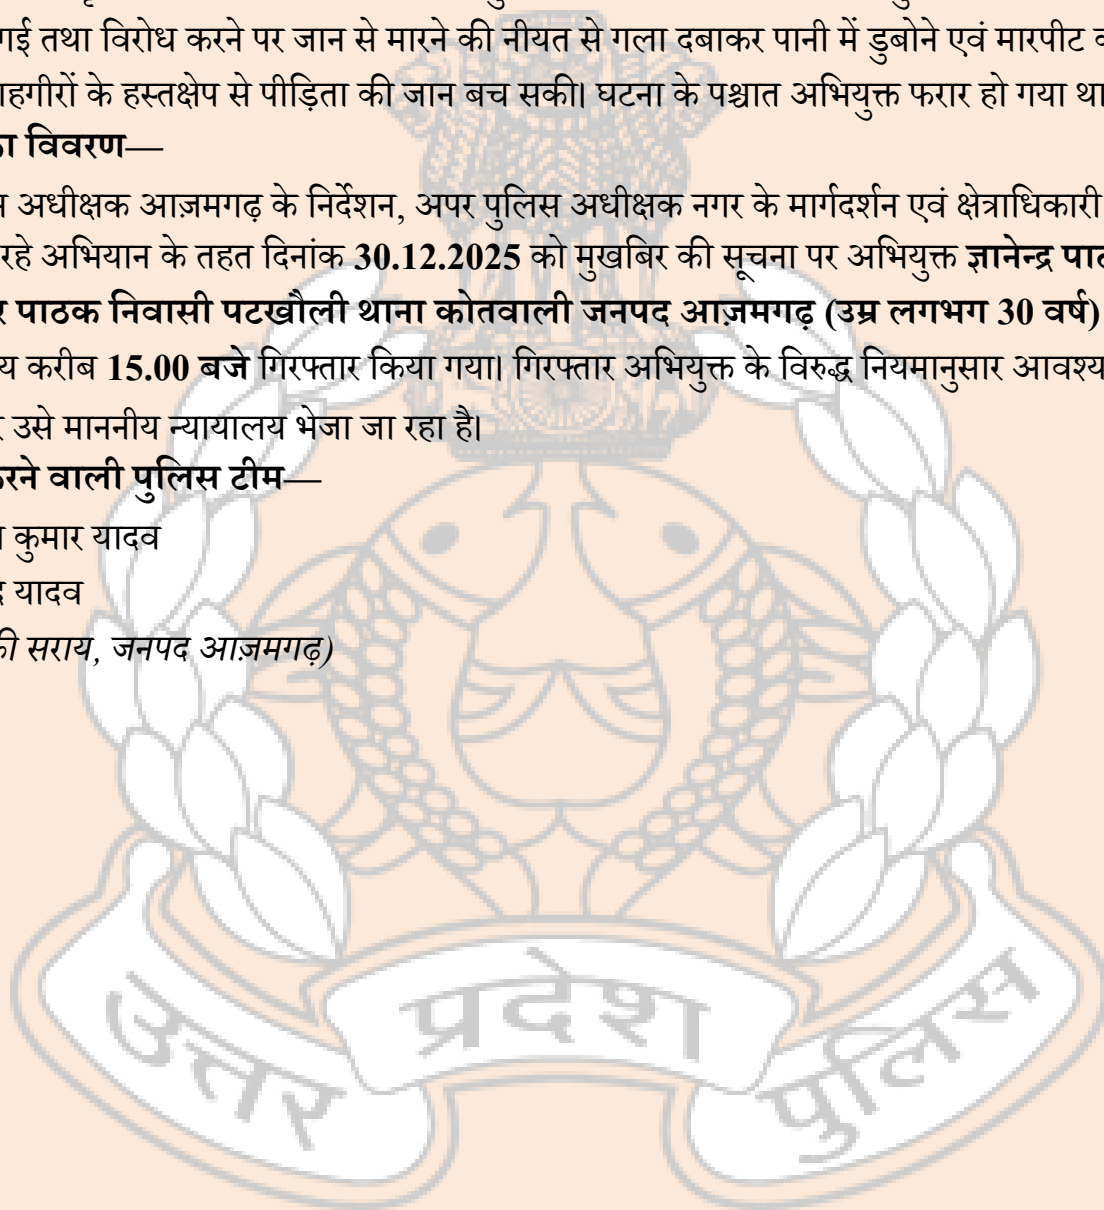 गई तथा विरोध करने पर जान से मारने की नीयत से गला दबाकर पानी में डुबोने एवं मारपीट
ाहगीरों के हस्तक्षेप से पीड़िता की जान बच सकी। घटना के पश्चात अभियुक्त फरार हो गया था
ा विवरण—
अधीक्षक आज़मगढ़ के निर्देशन, अपर पुलिस अधीक्षक नगर के मार्गदर्शन एवं क्षेत्राधिकारी
रहे अभियान के तहत दिनांक 30.12.2025 को मुखबिर की सूचना पर अभियुक्त ज्ञानेन्द्र पाठ
र पाठक निवासी पटखौली थाना कोतवाली जनपद आज़मगढ़ (उम्र लगभग 30 वर्ष)
य करीब 15.00 बजे गिरफ्तार किया गया। गिरफ्तार अभियुक्त के विरुद्ध नियमानुसार आवश्य
र उसे माननीय न्यायालय भेजा जा रहा है।
करने वाली पुलिस टीम—
कुमार यादव
द यादव
की सराय, जनपद आज़मगढ़)
उत्तर प्रदेश पुलिस